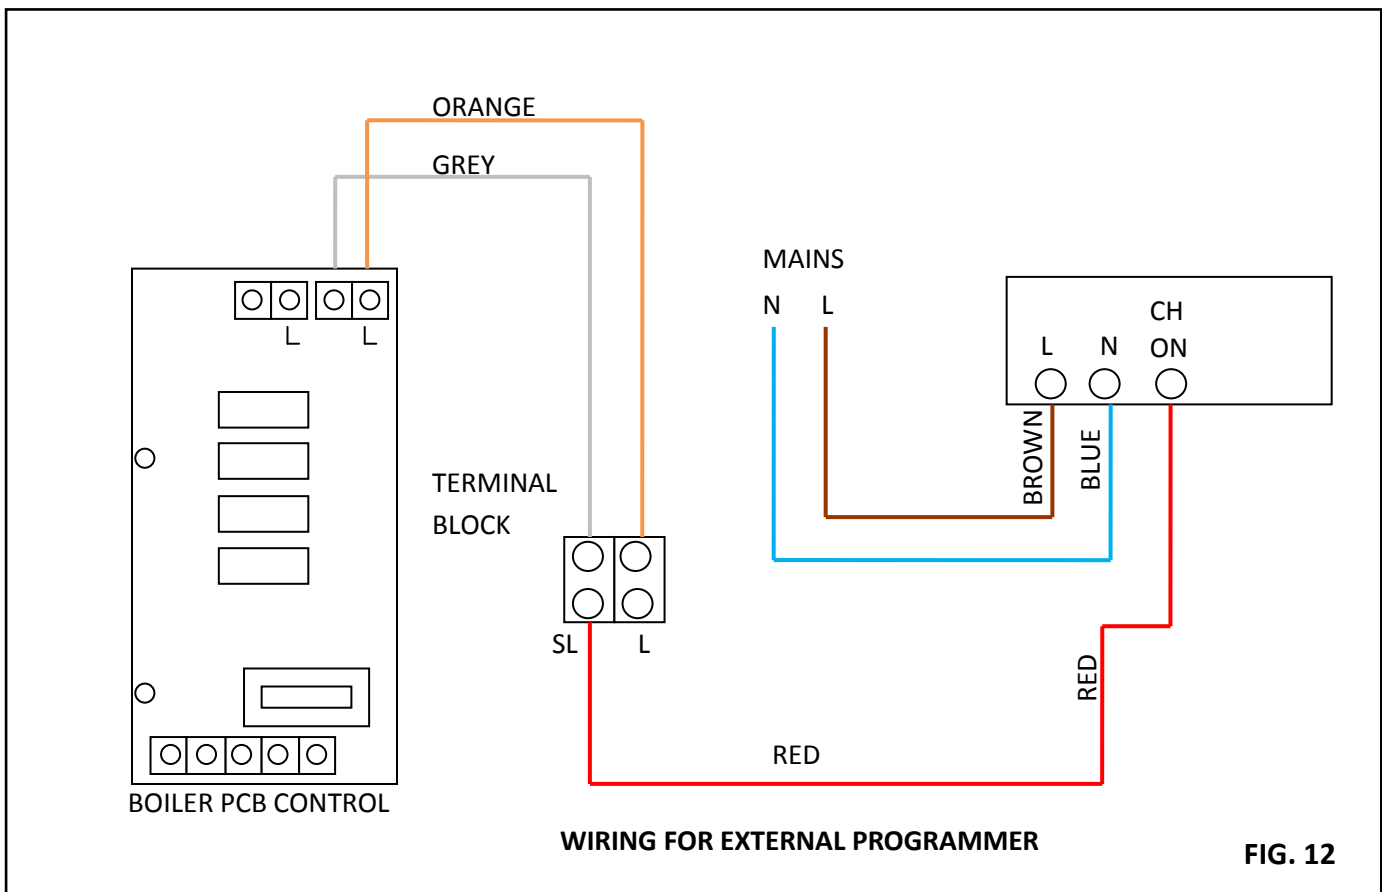 ORANGE
GREY
MAINS
N L
CH
ON
L N
L L
BROWN
BLUE
TERMINAL
BLOCK
SL L
RED
RED
BOILER PCB CONTROL
WIRING FOR EXTERNAL PROGRAMMER
FIG. 12